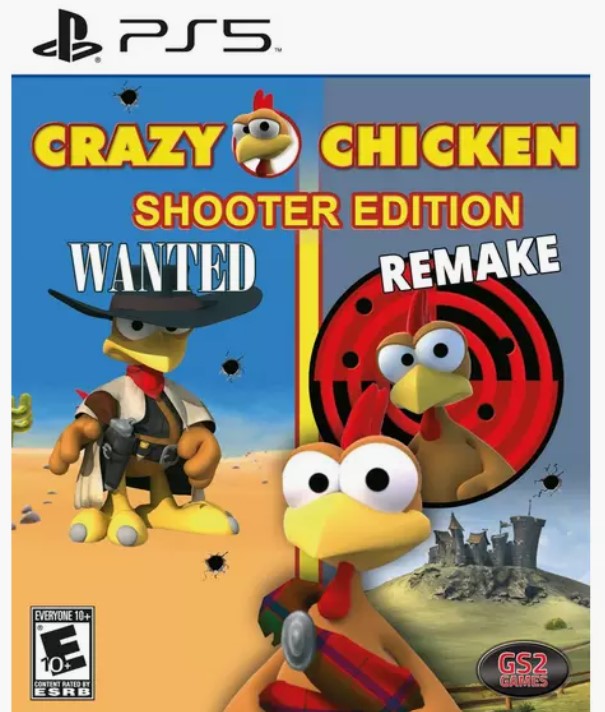 PS5
CRAZY CHICKEN
SHOOTER EDITION
WANTED
REMAKE
EVERYONE 10+
E
10+
CONTENT RATED BY
ESRB
GS2
GAMES